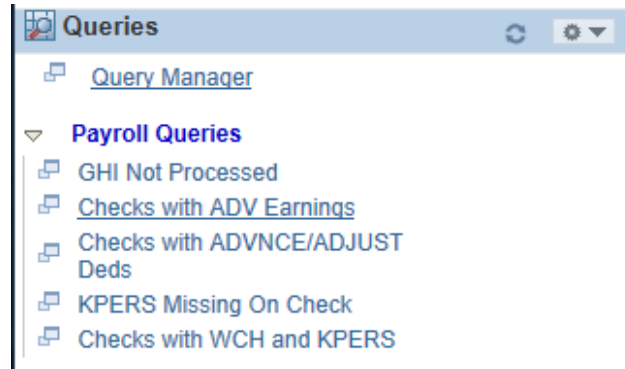 Queries
Query Manager
Payroll Queries
GHI Not Processed
Checks with ADV Earnings
Checks with ADVNCE/ADJUST
Deds
KPERS Missing On Check
Checks with WCH and KPERS